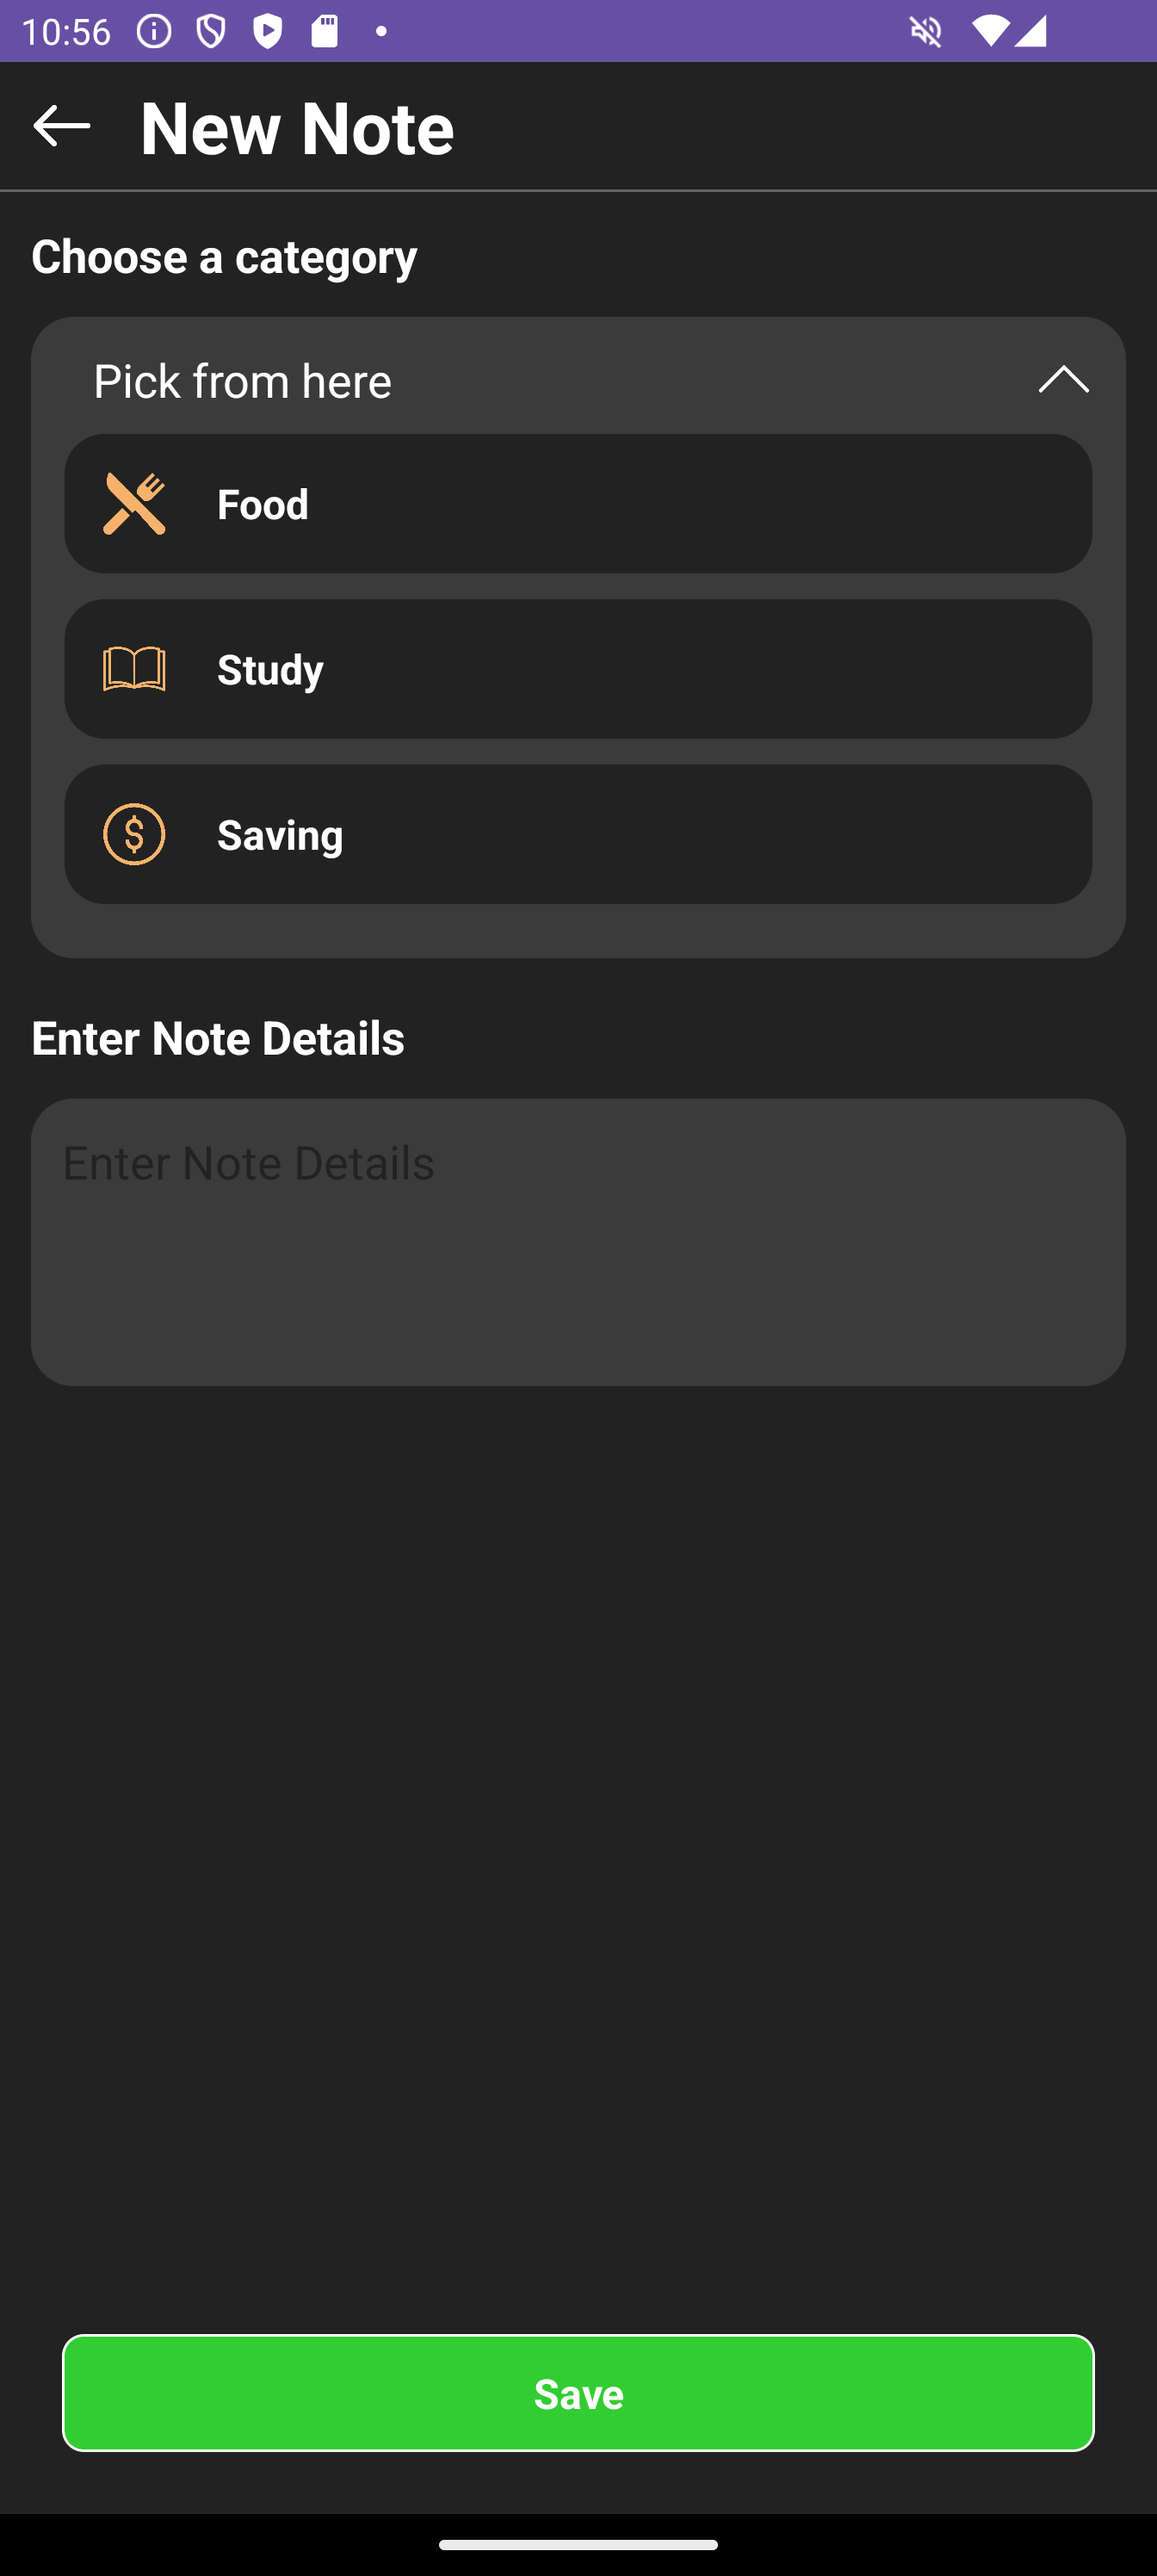 10:56
New Note
Choose a category
Pick from here
Food
Study
$ Saving
Enter Note Details
Enter Note Details
Save